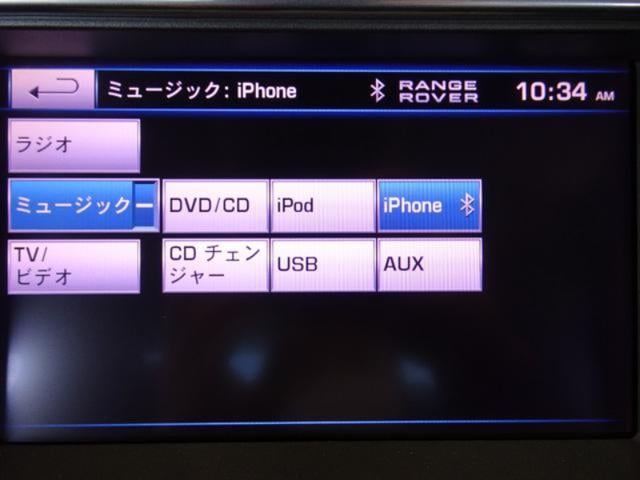 ミュージック: iPhone
RANGE
ROVER
10:34 AM
ラジオ
ミュージック
DVD/CD
iPod
iPhone
TV/
ビデオ
CD チェン
ジャー
USB
AUX